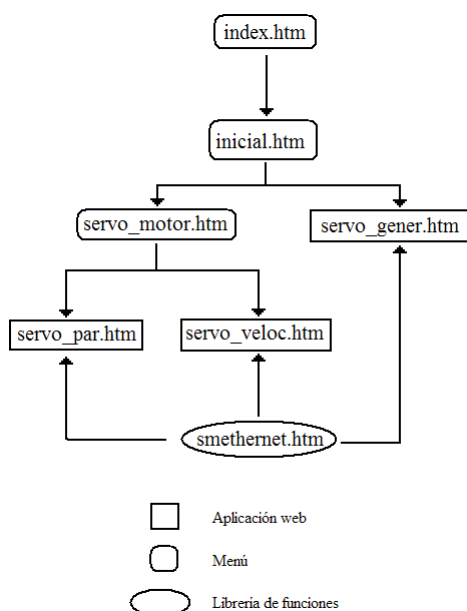 index.htm
inicial.htm
servo_motor.htm
servo_gener.htm
servo_par.htm
servo_veloc.htm
smethernet.htm
Aplicación web
Menú
Librería de funciones